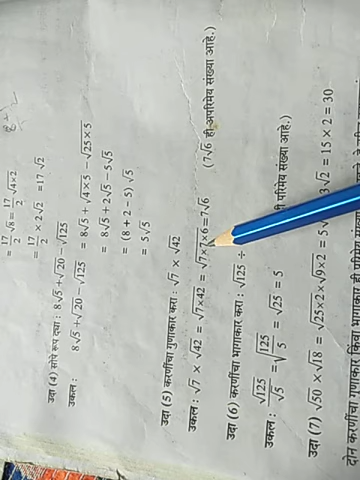 = 17/2 √8 = 17/2 √4×2
= 17/2 × 2√2 = 17√2
उदा (4) सोपे रूप द्या : 8√5 + √20 − √125
उकल : 8√5 + √20 − √125 = 8√5 + √4×5 − √25×5
= 8√5 + 2√5 − 5√5
= (8 + 2 − 5) √5
= 5√5
उदा (5) करणींचा गुणाकार करा : √7 × √42
उकल : √7 × √42 = √7×42 = √7×7×6 = 7√6 (7√6 ही अपरिमेय संख्या आहे.)
उदा (6) करणींचा भागाकार करा : √125 ÷
उकल : √125/√5 = √125/5 = √25 = 5 परिमेय संख्या आहे.)
उदा (7) √50 × √18 = √25×2 × √9×2 = 5 3√2 = 15 × 2 = 30
दोन करणींचा गुणाकार किंवा भागाकार ही परिमेय